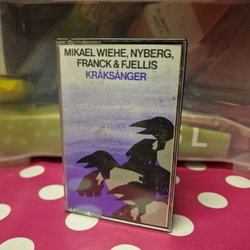 MIKAEL WIEHE, NYBERG,
FRANCK & FJELLIS
KRÅKSÅNGER
L